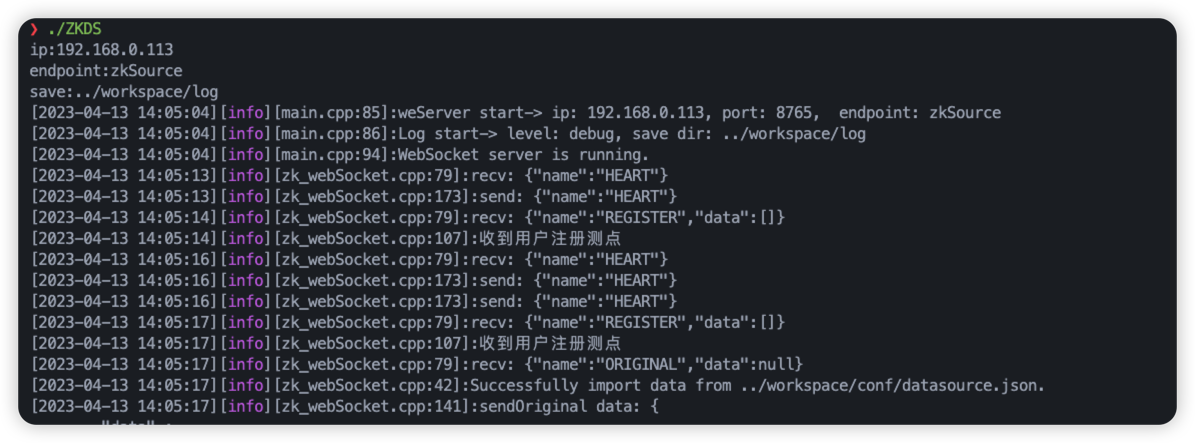 ❯ ./ZKDS
ip:192.168.0.113
endpoint:zkSource
save:../workspace/log
[2023-04-13 14:05:04][info][main.cpp:85]:weServer start-> ip: 192.168.0.113, port: 8765,  endpoint: zkSource
[2023-04-13 14:05:04][info][main.cpp:86]:Log start-> level: debug, save dir: ../workspace/log
[2023-04-13 14:05:04][info][main.cpp:94]:WebSocket server is running.
[2023-04-13 14:05:13][info][zk_webSocket.cpp:79]:recv: {"name":"HEART"}
[2023-04-13 14:05:13][info][zk_webSocket.cpp:173]:send: {"name":"HEART"}
[2023-04-13 14:05:14][info][zk_webSocket.cpp:79]:recv: {"name":"REGISTER","data":[]}
[2023-04-13 14:05:14][info][zk_webSocket.cpp:107]:收到用户注册测点
[2023-04-13 14:05:16][info][zk_webSocket.cpp:79]:recv: {"name":"HEART"}
[2023-04-13 14:05:16][info][zk_webSocket.cpp:173]:send: {"name":"HEART"}
[2023-04-13 14:05:16][info][zk_webSocket.cpp:173]:send: {"name":"HEART"}
[2023-04-13 14:05:17][info][zk_webSocket.cpp:79]:recv: {"name":"REGISTER","data":[]}
[2023-04-13 14:05:17][info][zk_webSocket.cpp:107]:收到用户注册测点
[2023-04-13 14:05:17][info][zk_webSocket.cpp:79]:recv: {"name":"ORIGINAL","data":null}
[2023-04-13 14:05:17][info][zk_webSocket.cpp:42]:Successfully import data from ../workspace/conf/datasource.json.
[2023-04-13 14:05:17][info][zk_webSocket.cpp:141]:sendOriginal data: {